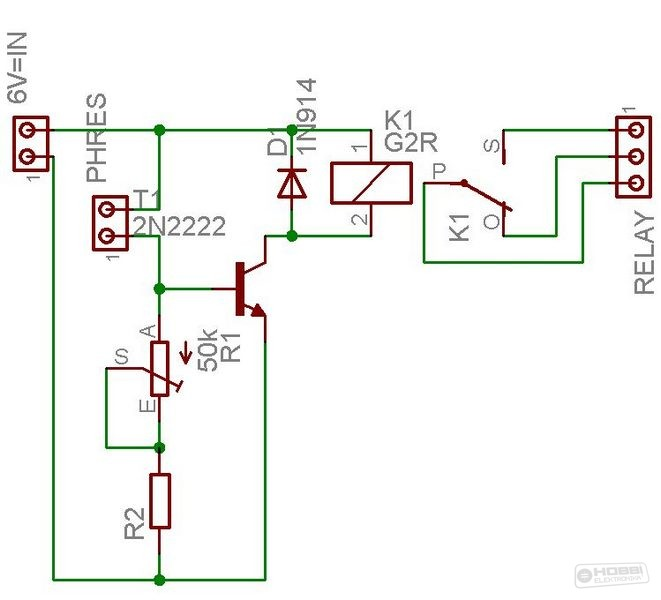 6V=IN
1
PHRES
1
T1
2N2222
D1
1N914
K1
G2R
1
2
P
S
O
K1
1
RELAY
A
S
E
50k
R1
R2
HOBBI
ELEKTRONIKA